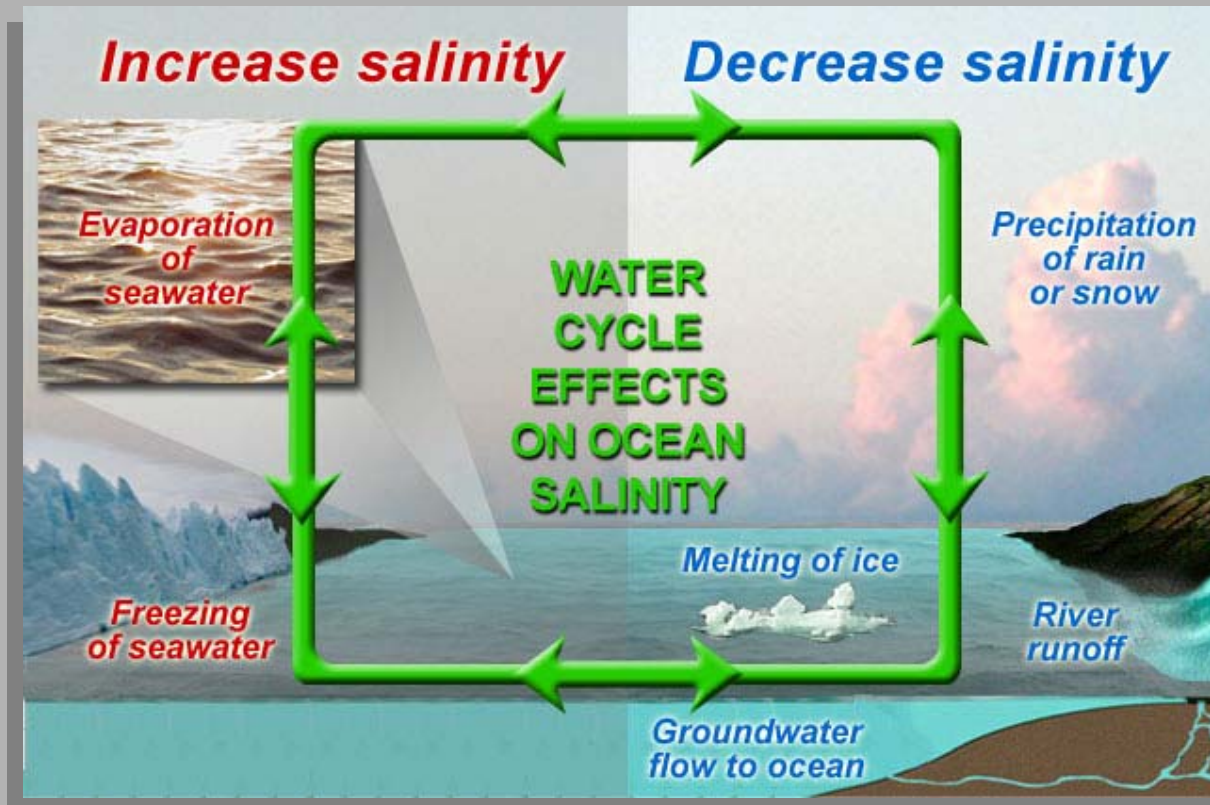 Increase salinity
Decrease salinity
Evaporation
of
seawater
Precipitation
of rain
or snow
WATER
CYCLE
EFFECTS
ON OCEAN
SALINITY
Melting of ice
Freezing
of seawater
River
runoff
Groundwater
flow to ocean